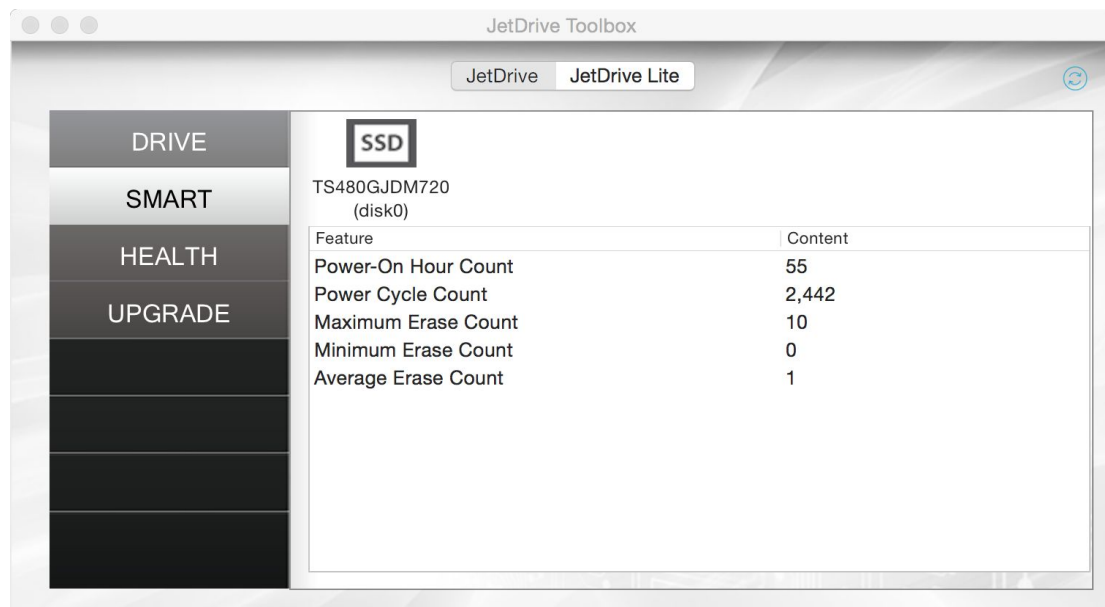 JetDrive Toolbox
JetDrive JetDrive Lite
DRIVE
SMART
HEALTH
UPGRADE
SSD
TS480GJDM720
(disk0)
Feature Content
Power-On Hour Count 55
Power Cycle Count 2,442
Maximum Erase Count 10
Minimum Erase Count 0
Average Erase Count 1